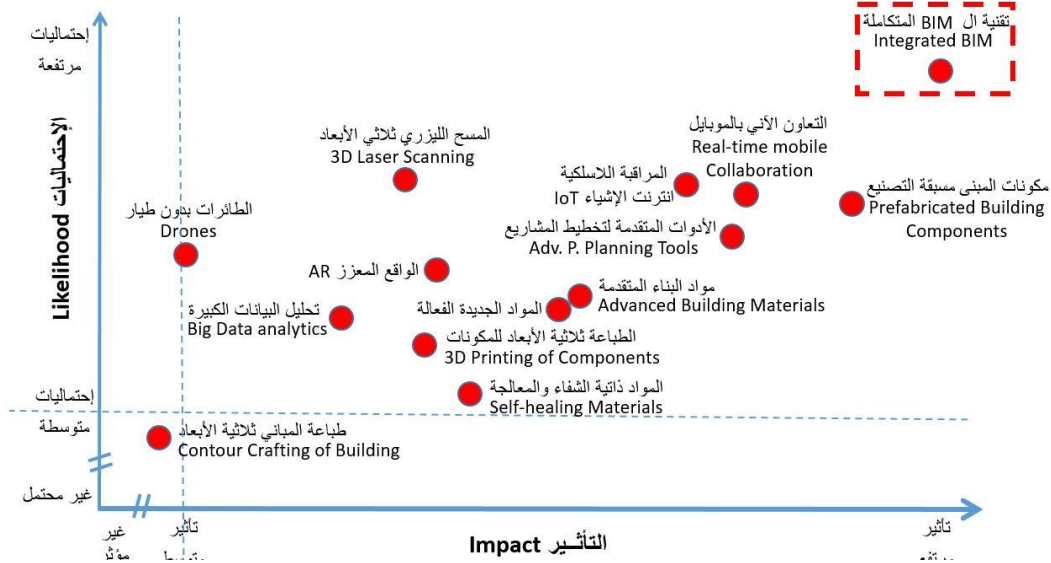 إحتماليات
مرتفعة
تقنية ال BIM المتكاملة
Integrated BIM
التعاون الآني بالموبايل
Real-time mobile
Collaboration
المسح الليزري ثلاثي الأبعاد
3D Laser Scanning
المراقبة اللاسلكية
انترنت الإشياء IoT
مكونات المبنى مسبقة التصنيع
Prefabricated Building
Components
الطائرات بدون طيار
Drones
الأدوات المتقدمة لتخطيط المشاريع
Adv. P. Planning Tools
الواقع المعزز AR
مواد البناء المتقدمة
Advanced Building Materials
تحليل البيانات الكبيرة
Big Data analytics
المواد الجديدة الفعالة
الطباعة ثلاثية الأبعاد للمكونات
3D Printing of Components
المواد ذاتية الشفاء والمعالجة
Self-healing Materials
الإحتماليات Likelihood
إحتماليات
متوسطة
طباعة المباني ثلاثية الأبعاد
Contour Crafting of Building
غير محتمل
غير
مؤثر
تأثير
متوسط
التأثــير Impact
تأثير
مرتفع